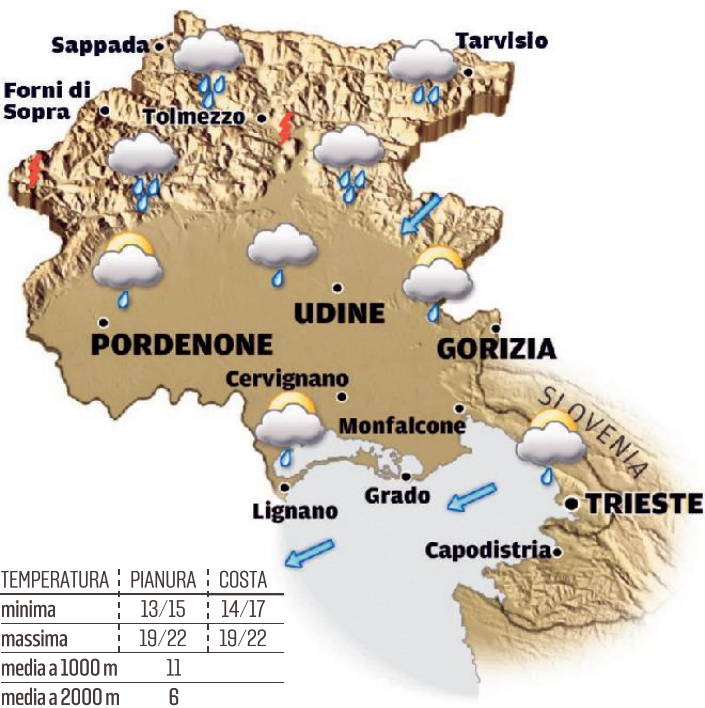 Sappada
Tarvisio
Forni di
Sopra
Tolmezzo
UDINE
PORDENONE
GORIZIA
Cervignano
SLOVENIA
Monfalcone
Grado
Lignano
TRIESTE
Capodistria
TEMPERATURA PIANURA COSTA
minima 13/15 14/17
massima 19/22 19/22
media a 1000 m 11
media a 2000 m 6